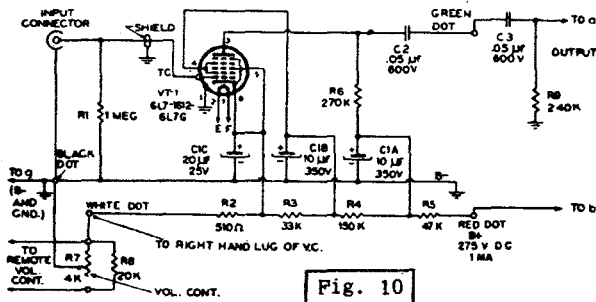 INPUT
CONNECTOR
SHIELD
TC
VT-1
6L7-1612-
6L7G
E F
GREEN
DOT
C2
.05 µF
600V
C3
.05 µF
600V
TO a
OUTPUT
R1
1 MEG
R6
270K
R9
240K
C1C
20 µF
25V
C1B
10 µF
350V
C1A
10 µF
350V
B-
TO g
(B-
AND
GND.)
BLACK
DOT
WHITE DOT
R2
510Ω
R3
33K
R4
150K
R5
47K
TO b
RED DOT
B+
275 V DC
1 MA
TO RIGHT HAND LUG OF V.C.
TO
REMOTE
VOL.
CONT.
R7
4K
R8
20K
VOL. CONT.
Fig. 10